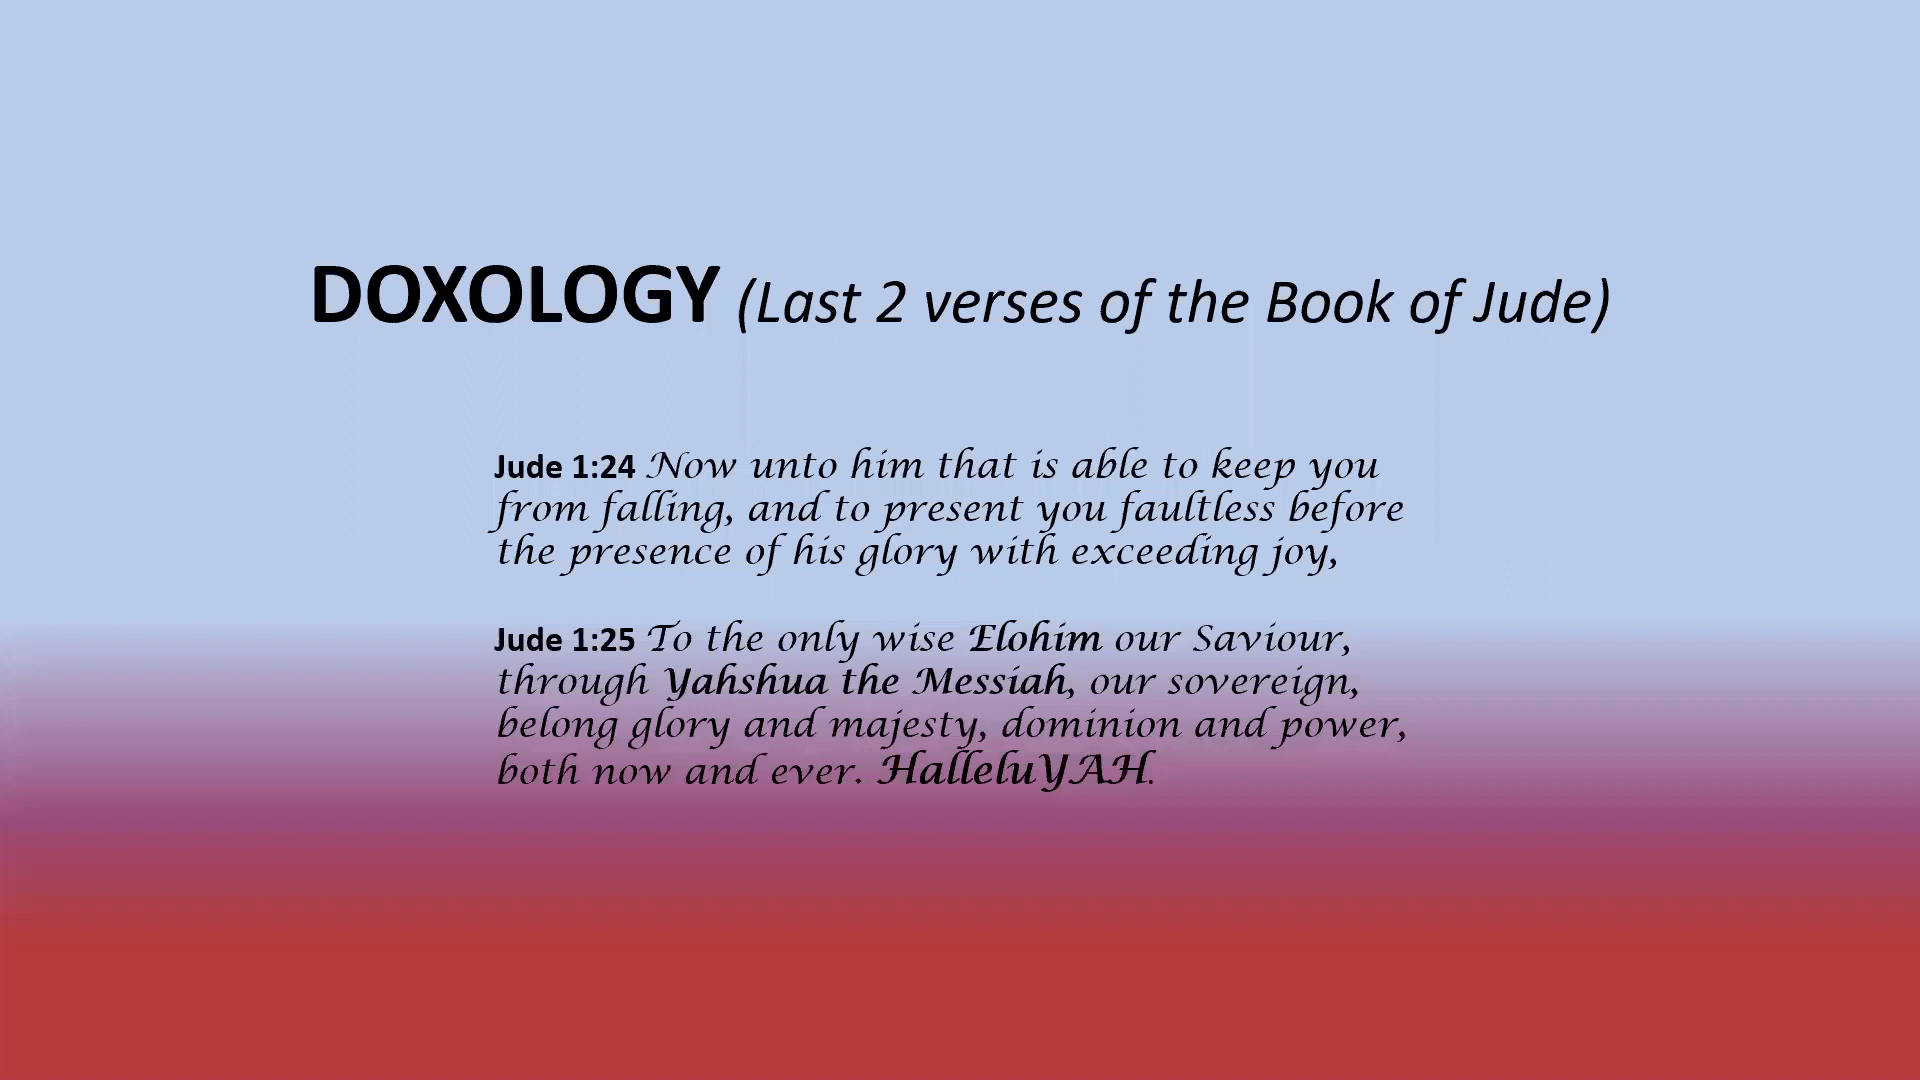 DOXOLOGY (Last 2 verses of the Book of Jude)
Jude 1:24 Now unto him that is able to keep you
from falling, and to present you faultless before
the presence of his glory with exceeding joy,
Jude 1:25 To the only wise Elohim our Saviour,
through Yahshua the Messiah, our sovereign,
belong glory and majesty, dominion and power,
both now and ever. HalleluYAH.